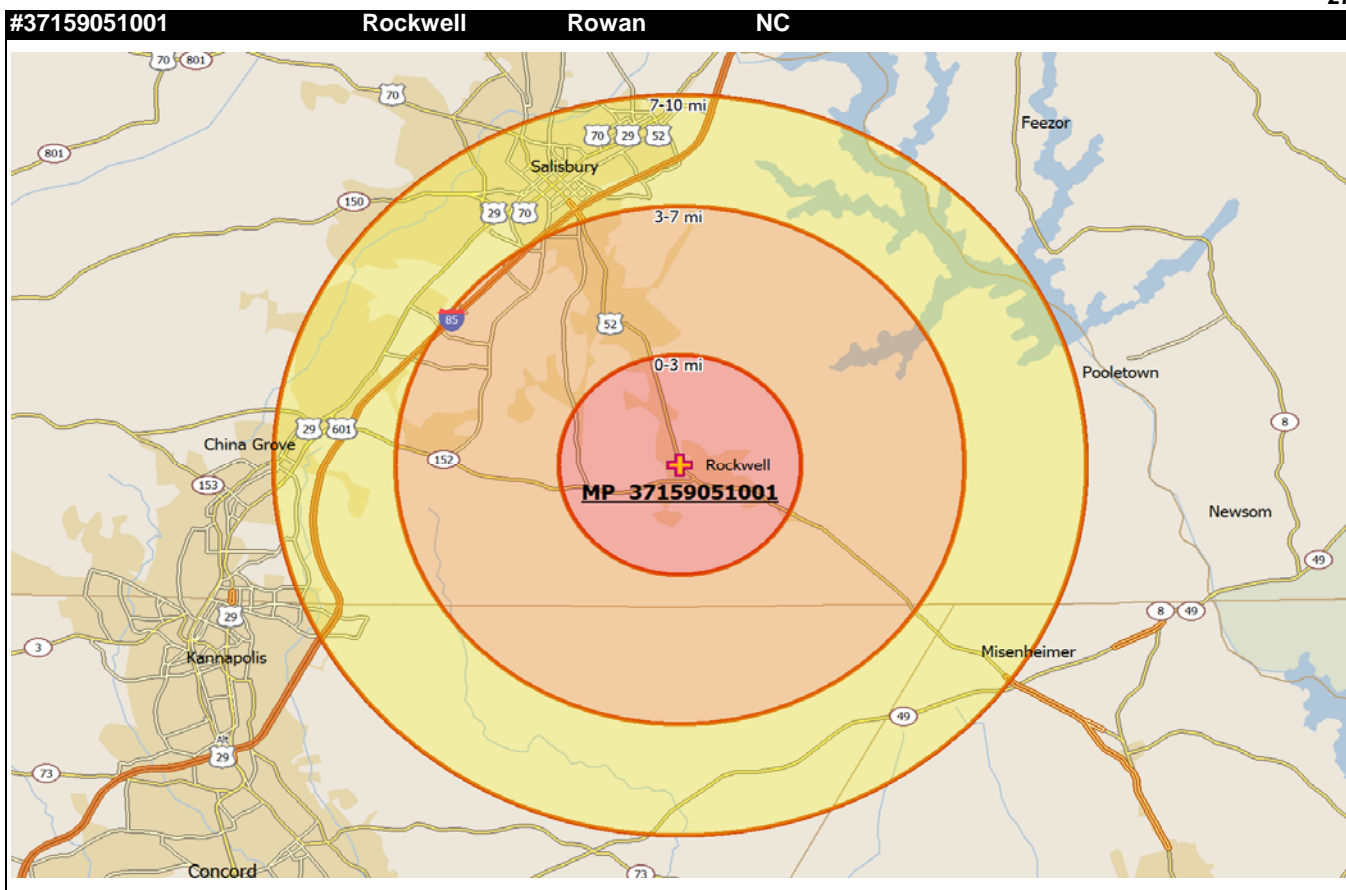 #37159051001 Rockwell Rowan NC
70 801
70
7-10 mi
Feezor
70 29 52
801
Salisbury
150
29 70
3-7 mi
85
52
0-3 mi
Pooletown
8
29 601
China Grove
152
Rockwell
153
MP 37159051001
Newsom
49
29
8 49
3
Kannapolis
Misenheimer
49
Alt
29
73
Concord
73